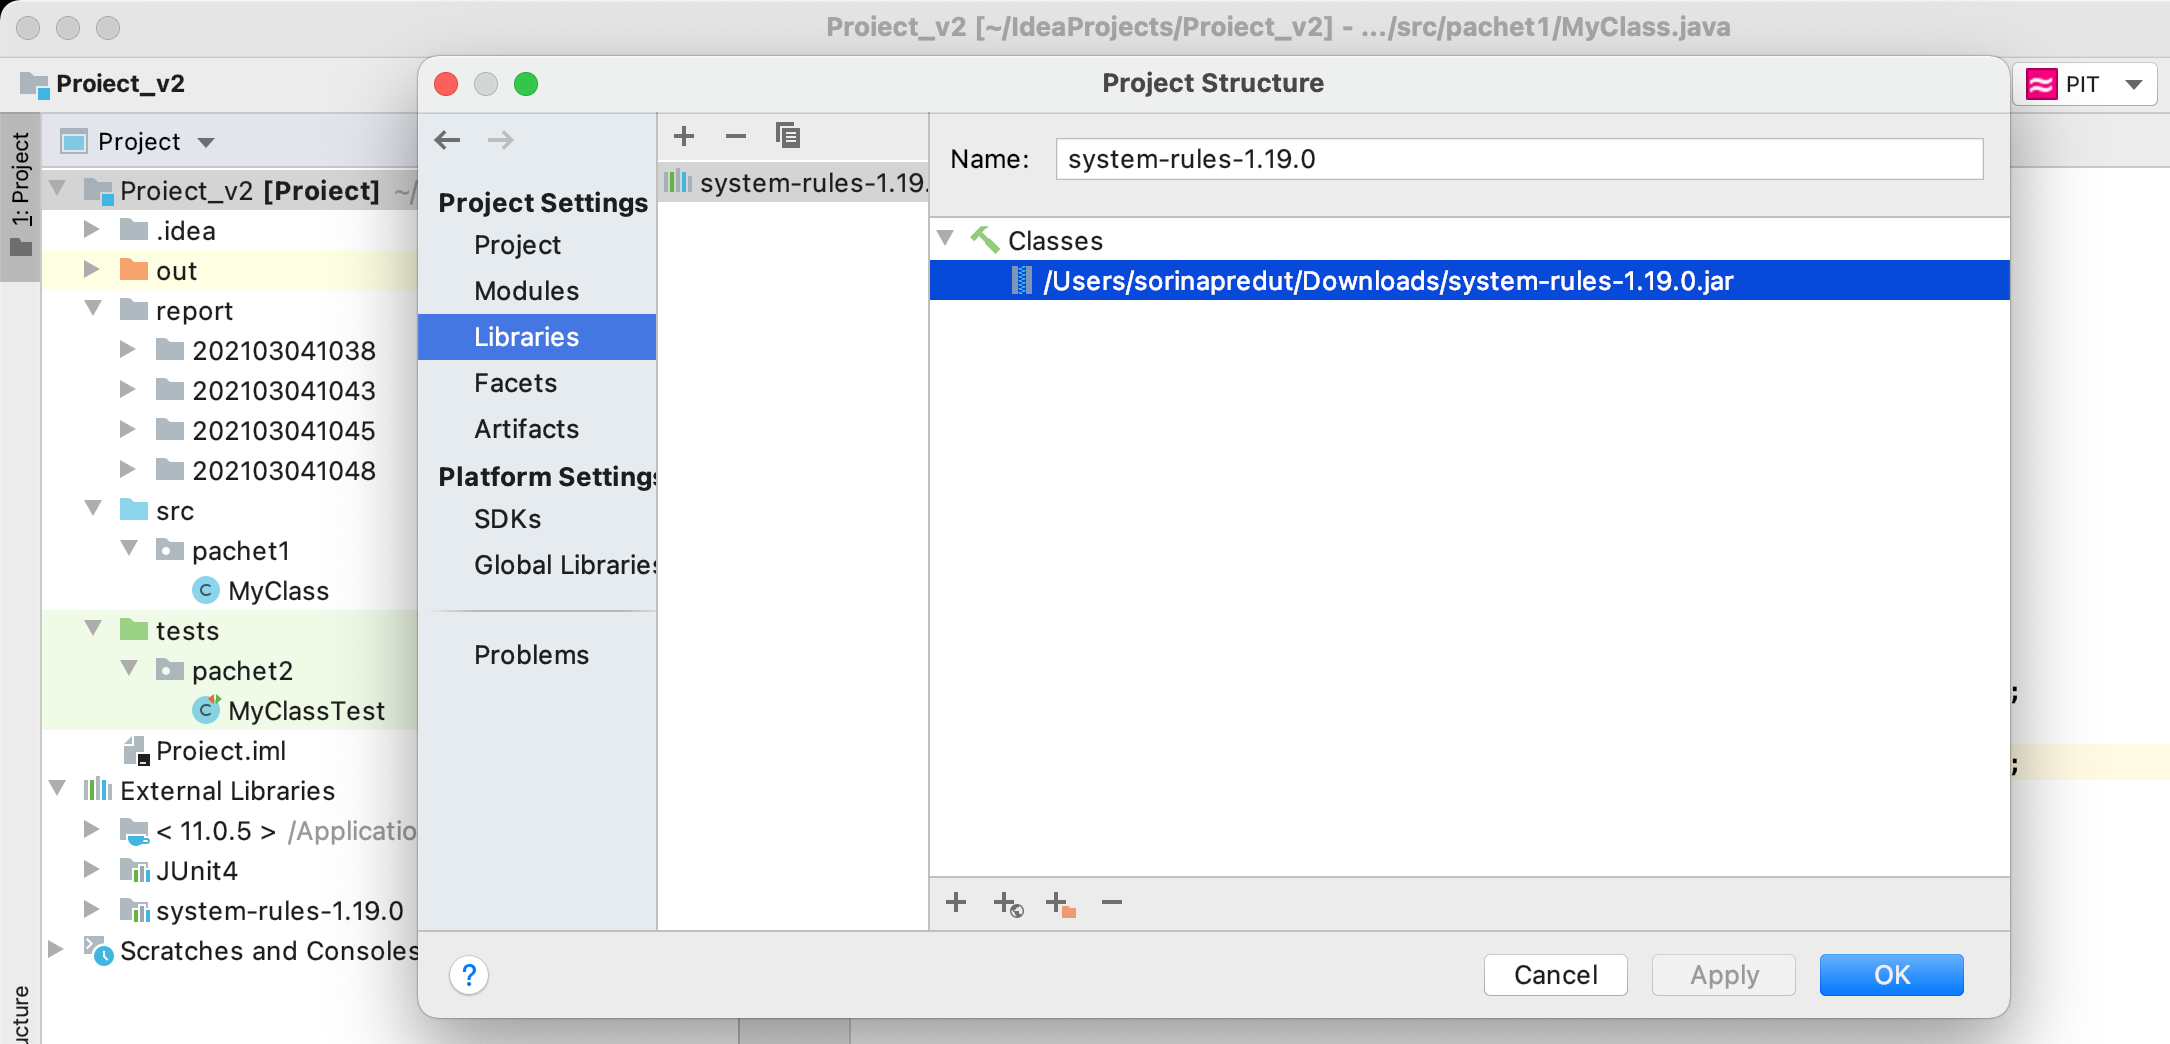 Proiect_v2 [~/IdeaProjects/Proiect_v2] - .../src/pachet1/MyClass.java
Proiect_v2
Project Structure
PIT
1: Project
Project
Proiect_v2 [Proiect] ~/
.idea
out
report
202103041038
202103041043
202103041045
202103041048
src
pachet1
MyClass
tests
pachet2
MyClassTest
Proiect.iml
External Libraries
< 11.0.5 > /Applicatio
JUnit4
system-rules-1.19.0
Scratches and Consoles
ucture
Project Settings
Project
Modules
Libraries
Facets
Artifacts
Platform Settings
SDKs
Global Libraries
Problems
system-rules-1.19.
Name: system-rules-1.19.0
Classes
/Users/sorinapredut/Downloads/system-rules-1.19.0.jar
;
;
?
Cancel
Apply
OK